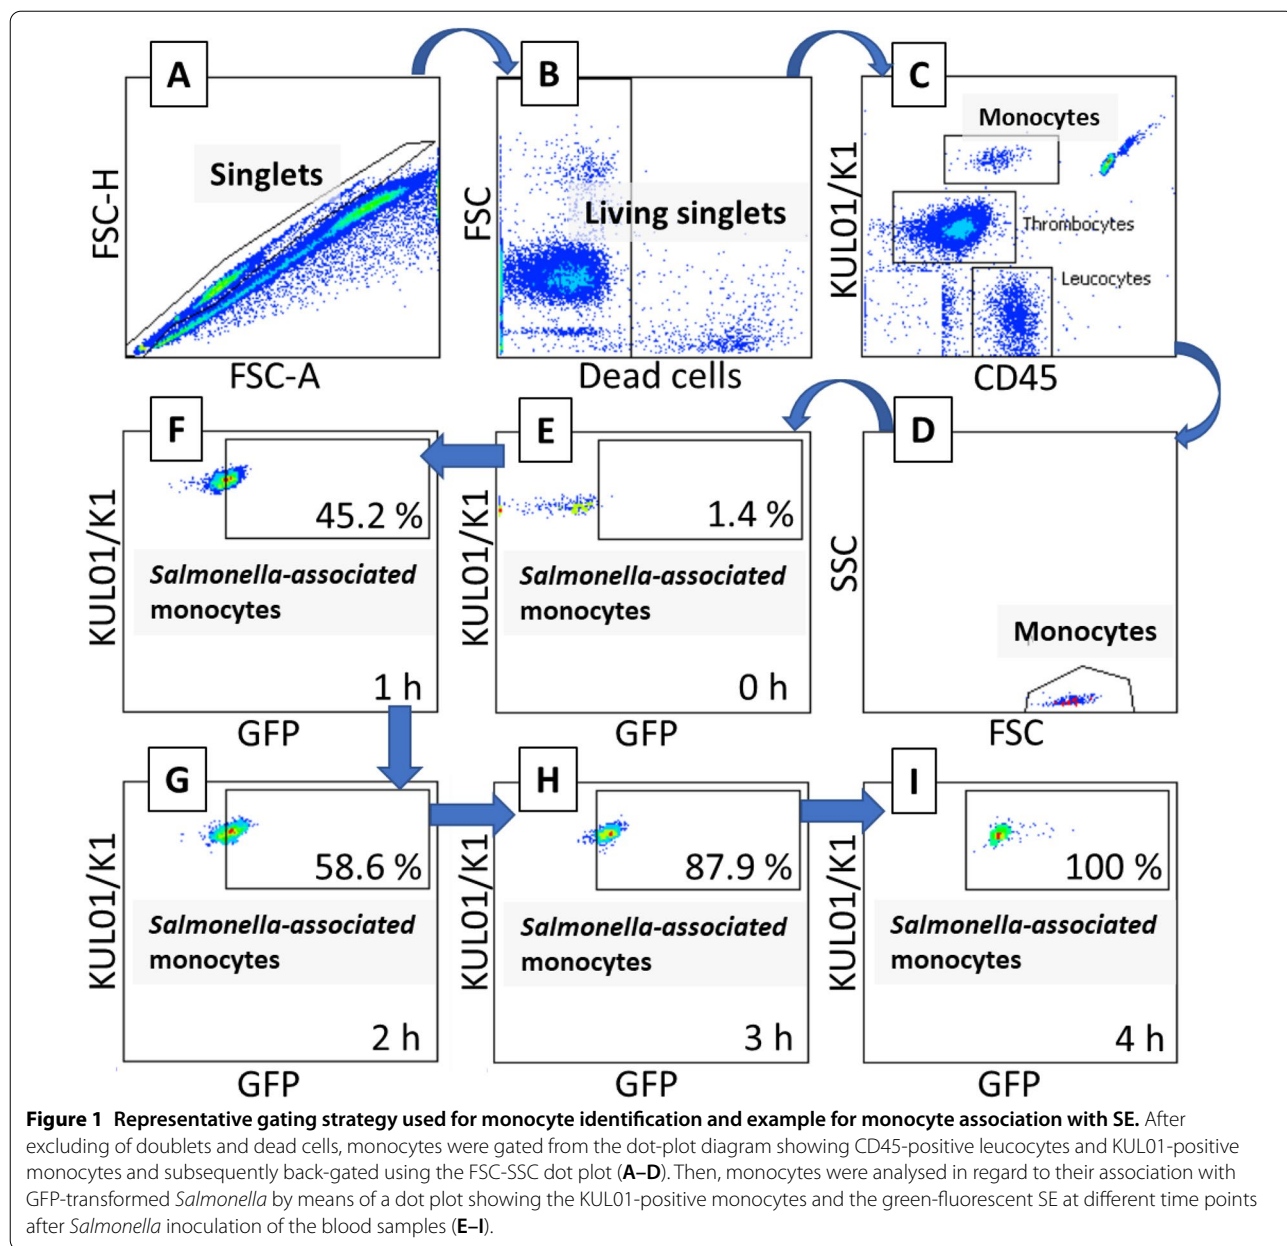 A
Singlets
FSC-H
FSC-A
B
Living singlets
FSC
Dead cells
C
Monocytes
Thrombocytes
Leucocytes
KUL01/K1
CD45
F
45.2 %
Salmonella-associated
monocytes
1 h
KUL01/K1
GFP
E
1.4 %
Salmonella-associated
monocytes
0 h
KUL01/K1
GFP
D
Monocytes
SSC
FSC
G
58.6 %
Salmonella-associated
monocytes
2 h
KUL01/K1
GFP
H
87.9 %
Salmonella-associated
monocytes
3 h
KUL01/K1
GFP
I
100 %
Salmonella-associated
monocytes
4 h
KUL01/K1
GFP
Figure 1 Representative gating strategy used for monocyte identification and example for monocyte association with SE. After
excluding of doublets and dead cells, monocytes were gated from the dot-plot diagram showing CD45-positive leucocytes and KUL01-positive
monocytes and subsequently back-gated using the FSC-SSC dot plot (A–D). Then, monocytes were analysed in regard to their association with
GFP-transformed Salmonella by means of a dot plot showing the KUL01-positive monocytes and the green-fluorescent SE at different time points
after Salmonella inoculation of the blood samples (E–I).